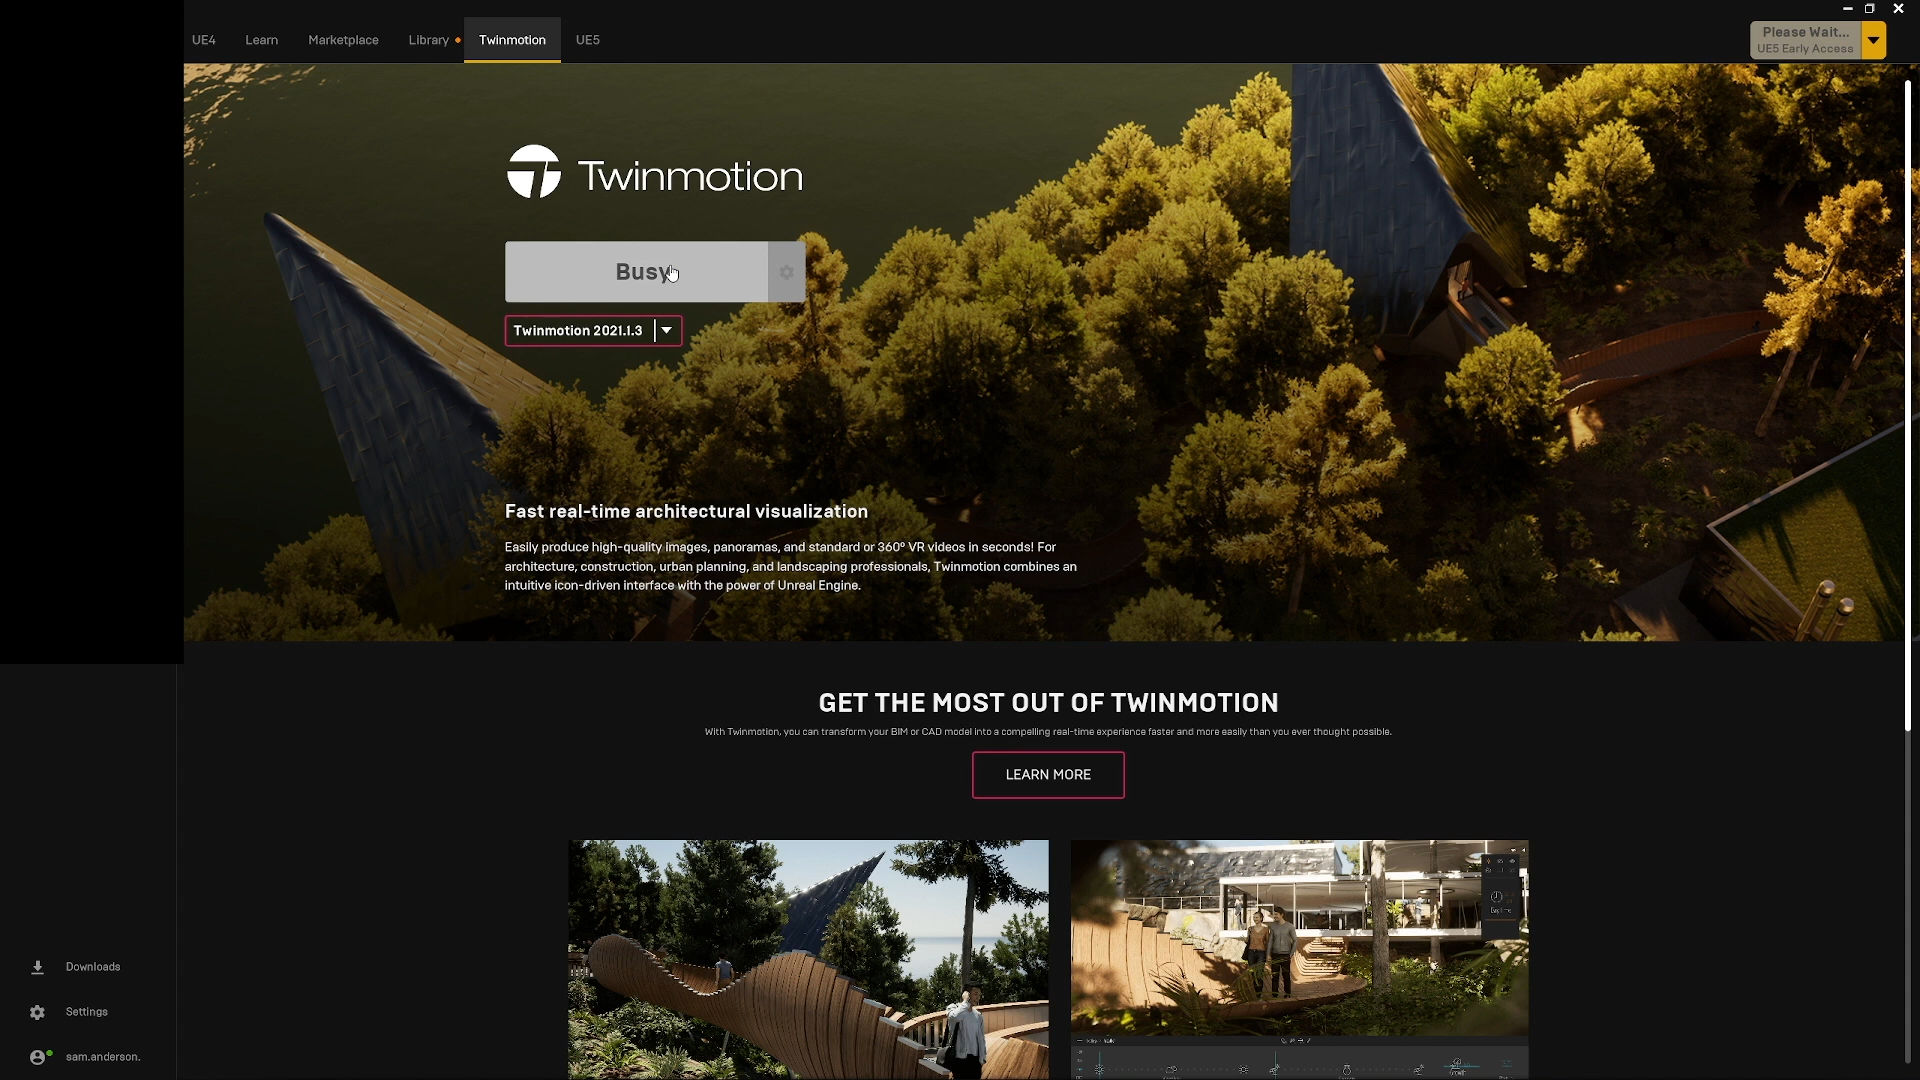 UE4
Learn
Marketplace
Library
Twinmotion
UE5
Please Wait...
UE5 Early Access
Twinmotion
Busy
Twinmotion 2021.1.3
Fast real-time architectural visualization
Easily produce high-quality images, panoramas, and standard or 360° VR videos in seconds! For
architecture, construction, urban planning, and landscaping professionals, Twinmotion combines an
intuitive icon-driven interface with the power of Unreal Engine.
GET THE MOST OUT OF TWINMOTION
With Twinmotion, you can transform your BIM or CAD model into a compelling real-time experience faster and more easily than you ever thought possible.
LEARN MORE
Downloads
Settings
sam.anderson.
Growth